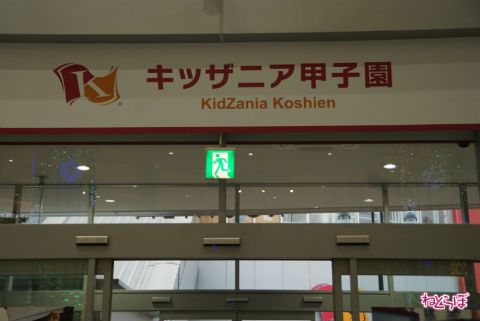 キッザニア甲子園
KidZania Koshien
ねとらぼ